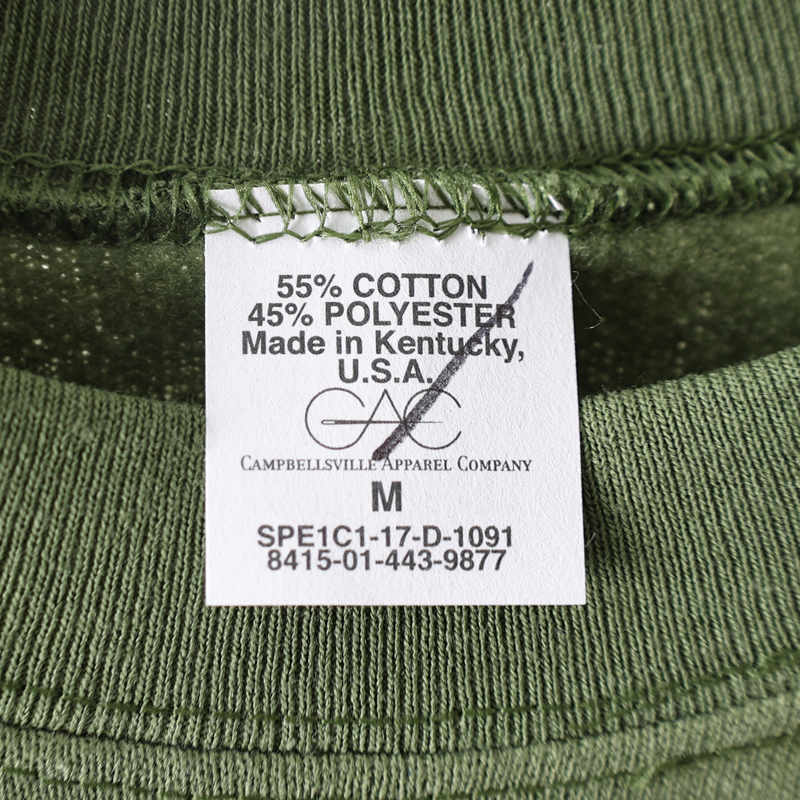 55% COTTON
45% POLYESTER
Made in Kentucky,
U.S.A.
CAC
CAMPBELLSVILLE APPAREL COMPANY
M
SPE1C1-17-D-1091
8415-01-443-9877